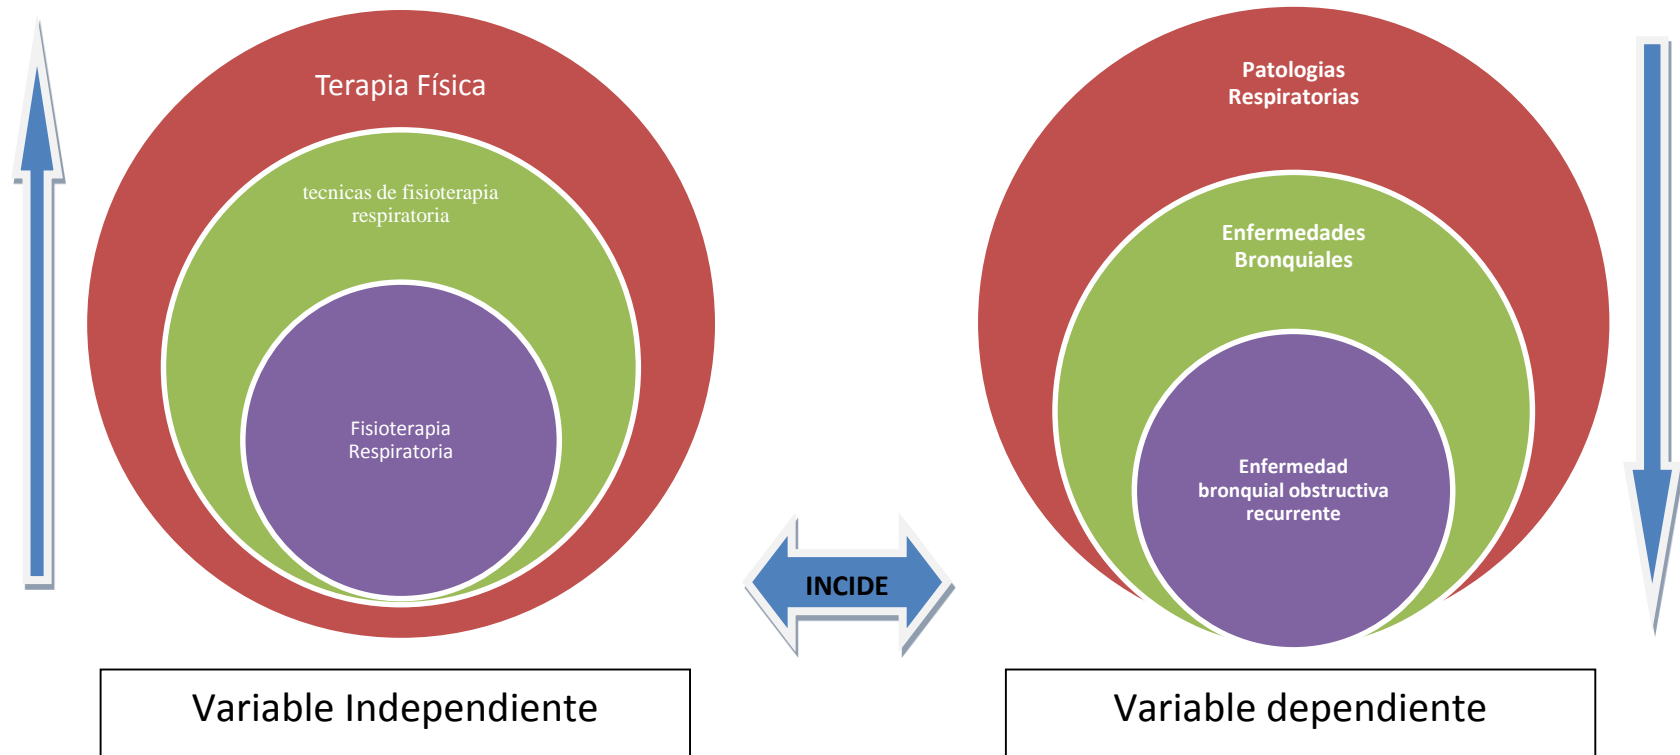 Terapia Física
tecnicas de fisioterapia
respiratoria
Fisioterapia
Respiratoria
Variable Independiente
INCIDE
Patologias
Respiratorias
Enfermedades
Bronquiales
Enfermedad
bronquial obstructiva
recurrente
Variable dependiente